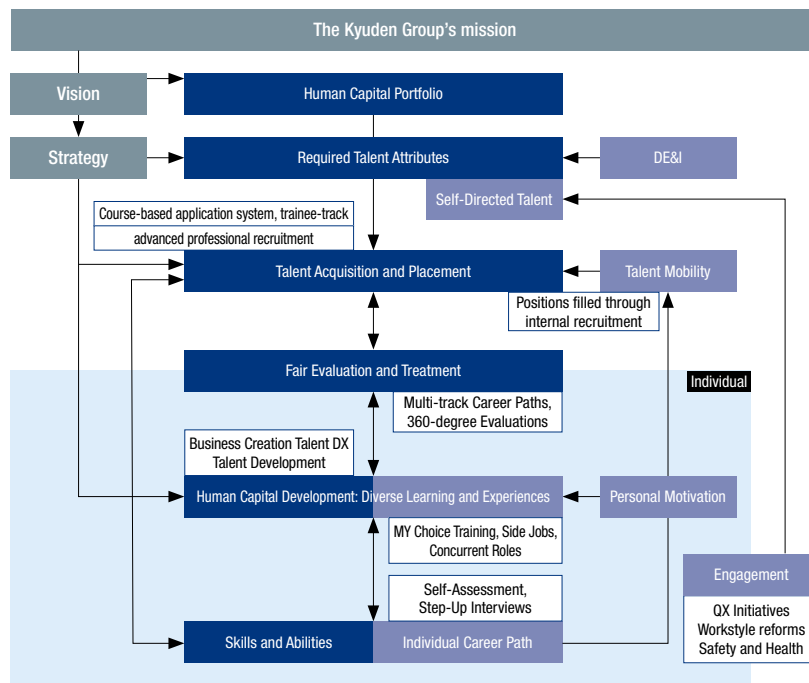 The Kyuden Group's mission
Vision
Human Capital Portfolio
Strategy
Required Talent Attributes
DE&I
Self-Directed Talent
Course-based application system, trainee-track
advanced professional recruitment
Talent Acquisition and Placement
Talent Mobility
Positions filled through
internal recruitment
Fair Evaluation and Treatment
Individual
Multi-track Career Paths,
360-degree Evaluations
Business Creation Talent DX
Talent Development
Human Capital Development: Diverse Learning and Experiences
Personal Motivation
MY Choice Training, Side Jobs,
Concurrent Roles
Engagement
Self-Assessment,
Step-Up Interviews
QX Initiatives
Workstyle reforms
Safety and Health
Skills and Abilities
Individual Career Path